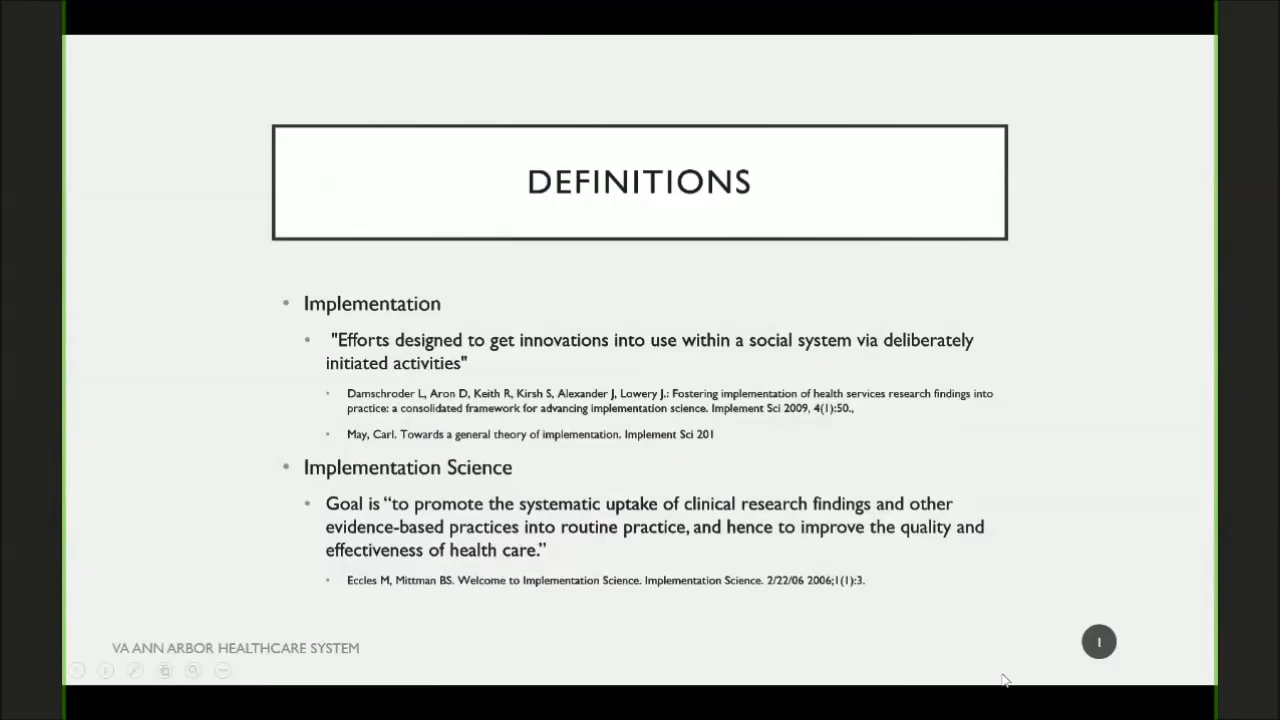 DEFINITIONS
• Implementation
• "Efforts designed to get innovations into use within a social system via deliberately
initiated activities"
• Damschroder L, Aron D, Keith R, Kirsh S, Alexander J, Lowery J.: Fostering implementation of health services research findings into
practice: a consolidated framework for advancing implementation science. Implement Sci 2009, 4(1):50.,
• May, Carl. Towards a general theory of implementation. Implement Sci 201
• Implementation Science
• Goal is “to promote the systematic uptake of clinical research findings and other
evidence-based practices into routine practice, and hence to improve the quality and
effectiveness of health care.”
• Eccles M, Mittman BS. Welcome to Implementation Science. Implementation Science. 2/22/06 2006;1(1):3.
VA ANN ARBOR HEALTHCARE SYSTEM
1